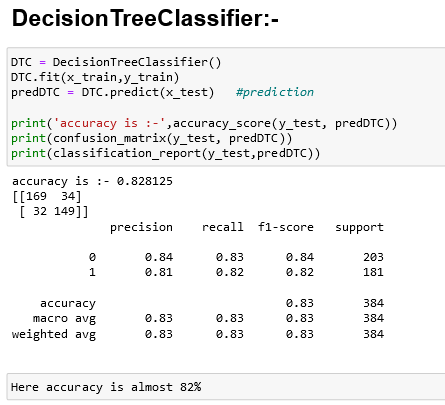 DecisionTreeClassifier:-
DTC = DecisionTreeClassifier()
DTC.fit(x_train,y_train)
predDTC = DTC.predict(x_test)   #prediction
print('accuracy is :-',accuracy_score(y_test, predDTC))
print(confusion_matrix(y_test, predDTC))
print(classification_report(y_test,predDTC))
accuracy is :- 0.828125
[[169  34]
 [ 32 149]]
              precision    recall  f1-score   support
           0       0.84      0.83      0.84       203
           1       0.81      0.82      0.82       181
    accuracy                           0.83       384
   macro avg       0.83      0.83      0.83       384
weighted avg       0.83      0.83      0.83       384
Here accuracy is almost 82%